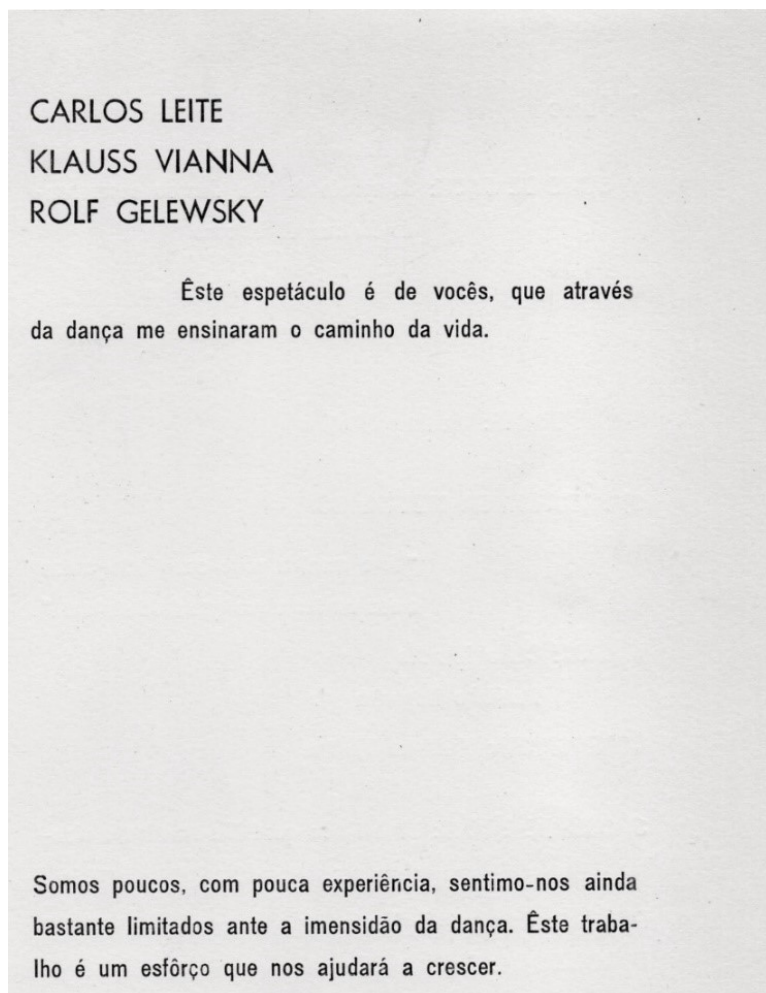 CARLOS LEITE
KLAUSS VIANNA
ROLF GELEWSKY
Êste espetáculo é de vocês, que através
da dança me ensinaram o caminho da vida.
Somos poucos, com pouca experiência, sentimo-nos ainda
bastante limitados ante a imensidão da dança. Êste traba-
lho é um esfôrço que nos ajudará a crescer.